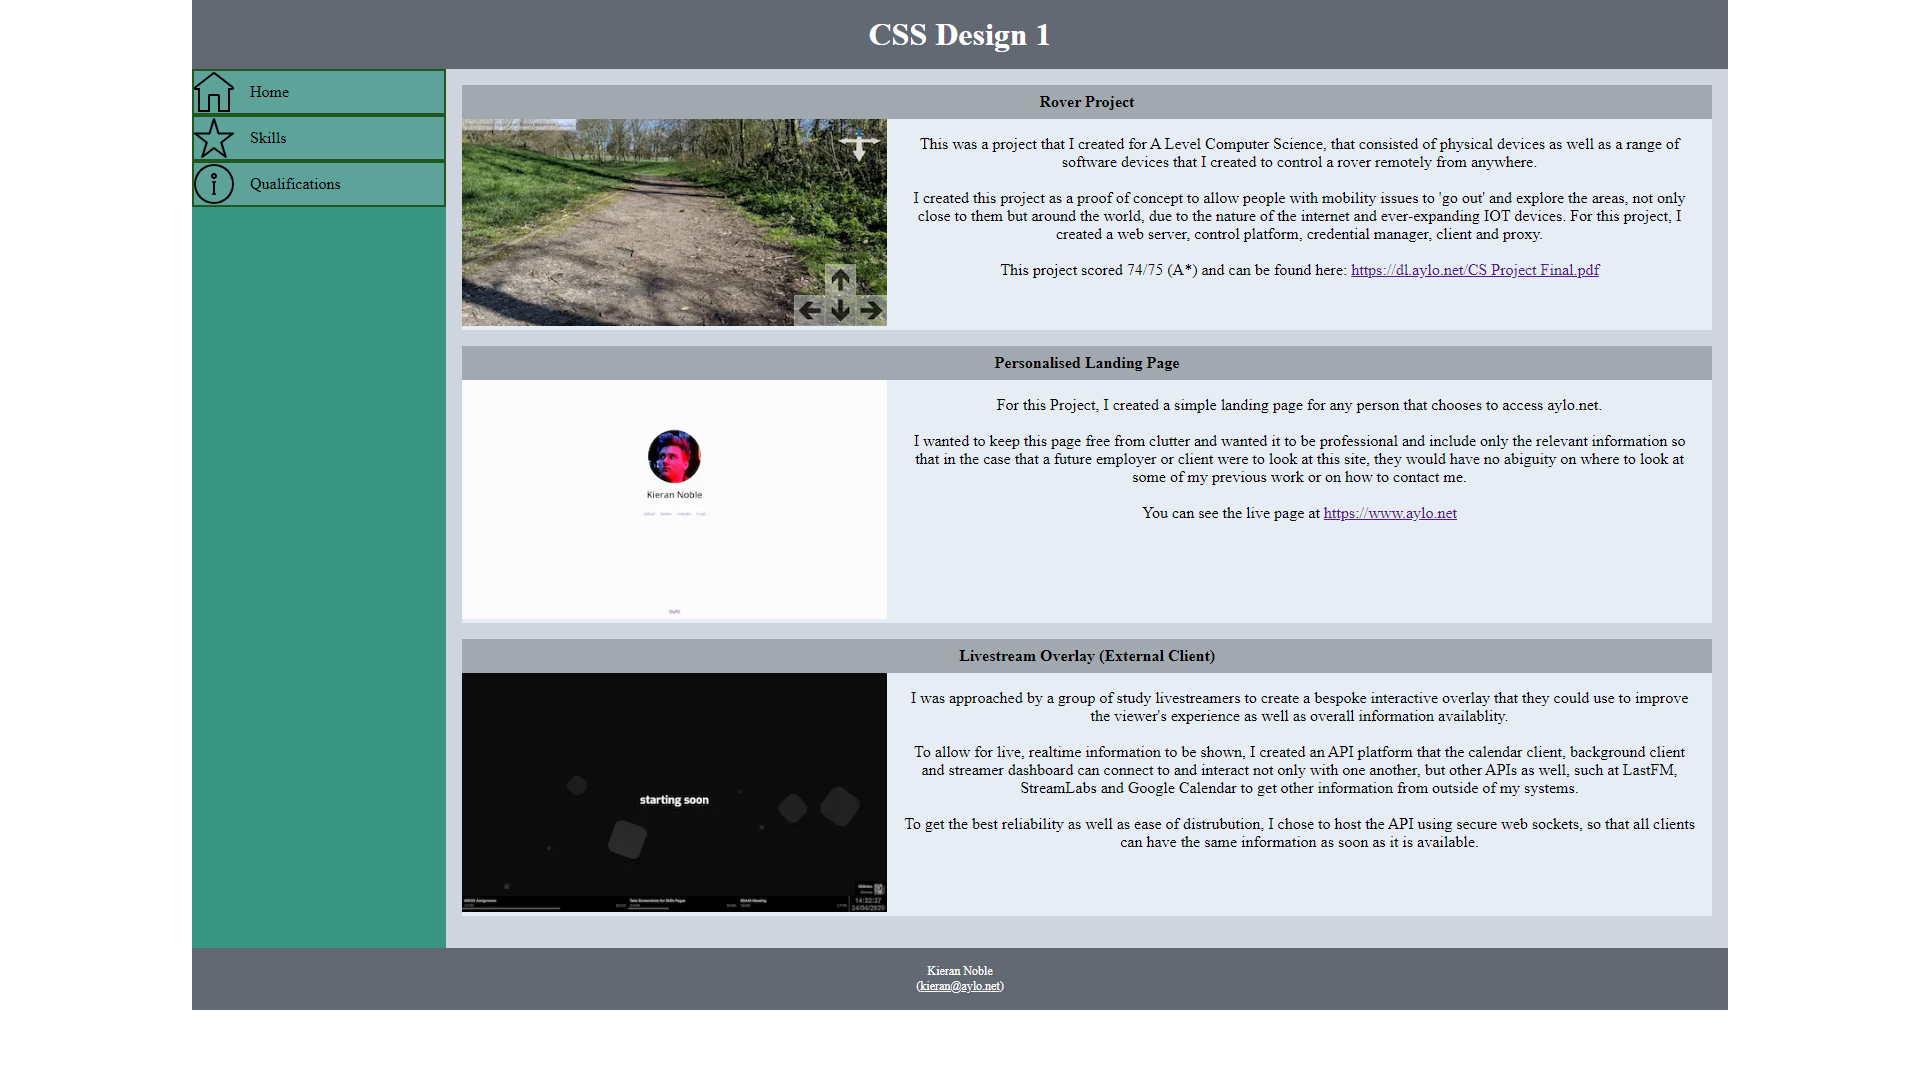 CSS Design 1
Home
Skills
Qualifications
Rover Project
This was a project that I created for A Level Computer Science, that consisted of physical devices as well as a range of
software devices that I created to control a rover remotely from anywhere.
I created this project as a proof of concept to allow people with mobility issues to 'go out' and explore the areas, not only
close to them but around the world, due to the nature of the internet and ever-expanding IOT devices. For this project, I
created a web server, control platform, credential manager, client and proxy.
This project scored 74/75 (A*) and can be found here: https://dl.aylo.net/CS Project Final.pdf
Personalised Landing Page
Kieran Noble
aylo
For this Project, I created a simple landing page for any person that chooses to access aylo.net.
I wanted to keep this page free from clutter and wanted it to be professional and include only the relevant information so
that in the case that a future employer or client were to look at this site, they would have no abiguity on where to look at
some of my previous work or on how to contact me.
You can see the live page at https://www.aylo.net
Livestream Overlay (External Client)
starting soon
14:22:27
24/04/2020
I was approached by a group of study livestreamers to create a bespoke interactive overlay that they could use to improve
the viewer's experience as well as overall information availablity.
To allow for live, realtime information to be shown, I created an API platform that the calendar client, background client
and streamer dashboard can connect to and interact not only with one another, but other APIs as well, such at LastFM,
StreamLabs and Google Calendar to get other information from outside of my systems.
To get the best reliability as well as ease of distrubution, I chose to host the API using secure web sockets, so that all clients
can have the same information as soon as it is available.
Kieran Noble
(kieran@aylo.net)